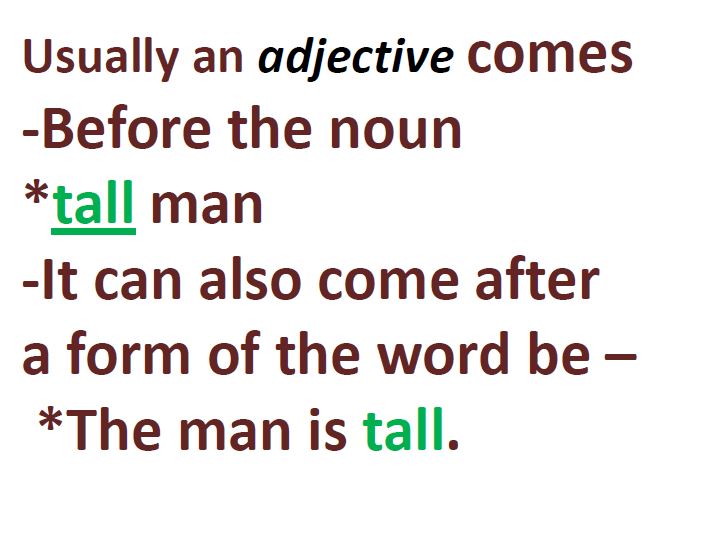 Usually an adjective comes
-Before the noun
*tall man
-It can also come after
a form of the word be –
*The man is tall.